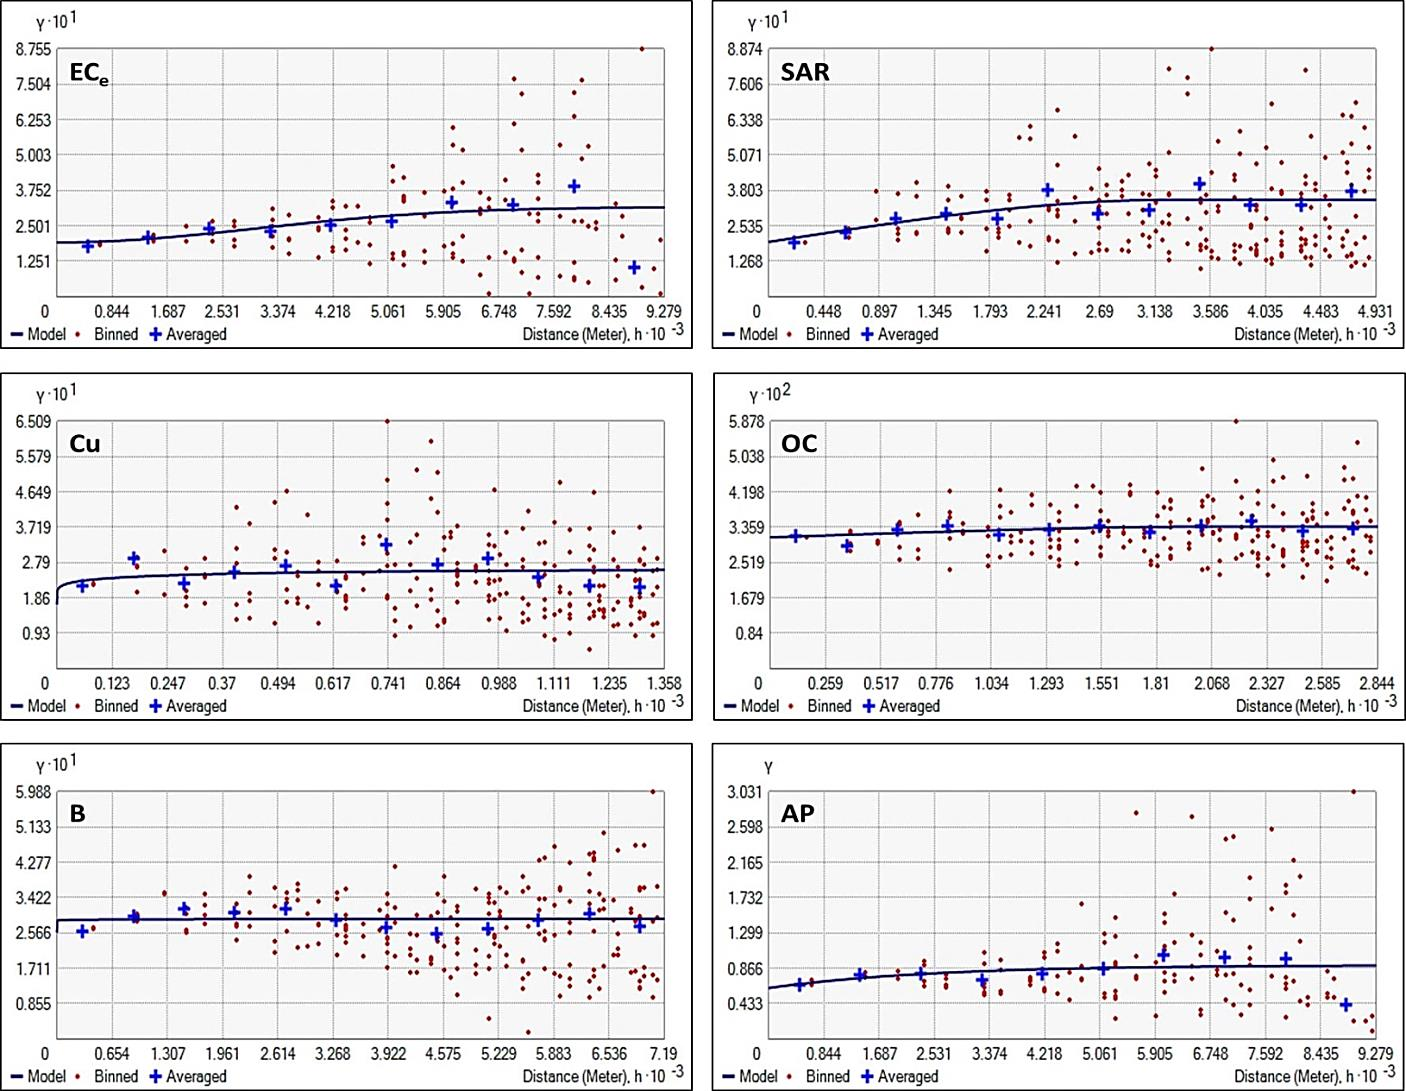 γ·10¹
ECₑ
8.755
7.504
6.253
5.003
3.752
2.501
1.251
0 0.844 1.687 2.531 3.374 4.218 5.061 5.905 6.748 7.592 8.435 9.279
Model Binned Averaged Distance (Meter), h·10⁻³
γ·10¹
SAR
8.874
7.606
6.338
5.071
3.803
2.535
1.268
0 0.448 0.897 1.345 1.793 2.241 2.69 3.138 3.586 4.035 4.483 4.931
Model Binned Averaged Distance (Meter), h·10⁻³
γ·10¹
Cu
6.509
5.579
4.649
3.719
2.79
1.86
0.93
0 0.123 0.247 0.37 0.494 0.617 0.741 0.864 0.988 1.111 1.235 1.358
Model Binned Averaged Distance (Meter), h·10⁻³
γ·10²
OC
5.878
5.038
4.198
3.359
2.519
1.679
0.84
0 0.259 0.517 0.776 1.034 1.293 1.551 1.81 2.068 2.327 2.585 2.844
Model Binned Averaged Distance (Meter), h·10⁻³
γ·10¹
B
5.988
5.133
4.277
3.422
2.566
1.711
0.855
0 0.654 1.307 1.961 2.614 3.268 3.922 4.575 5.229 5.883 6.536 7.19
Model Binned Averaged Distance (Meter), h·10⁻³
γ
AP
3.031
2.598
2.165
1.732
1.299
0.866
0.433
0 0.844 1.687 2.531 3.374 4.218 5.061 5.905 6.748 7.592 8.435 9.279
Model Binned Averaged Distance (Meter), h·10⁻³